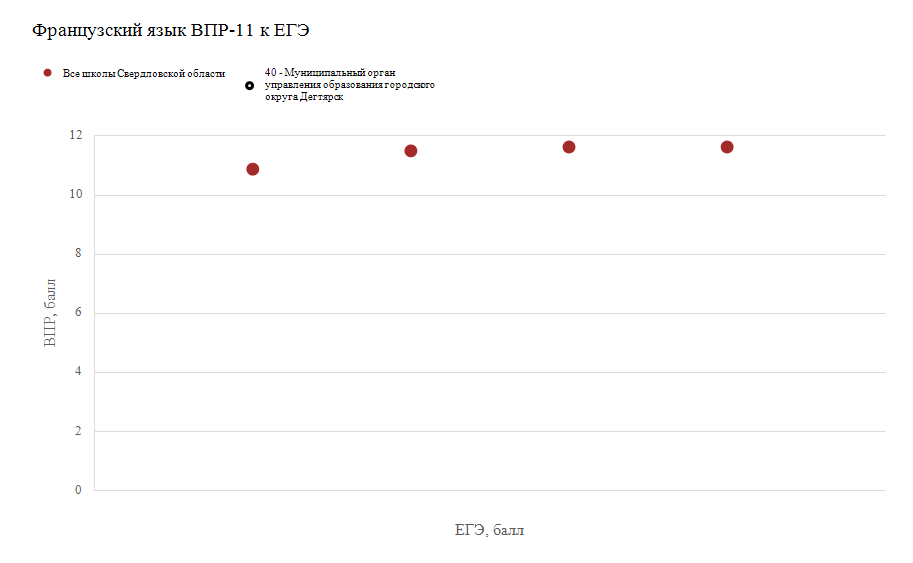 Французский язык ВПР-11 к ЕГЭ
Все школы Свердловской области
40 - Муниципальный орган
управления образования городского
округа Дегтярск
12
10
8
6
4
2
0
ВПР, балл
ЕГЭ, балл